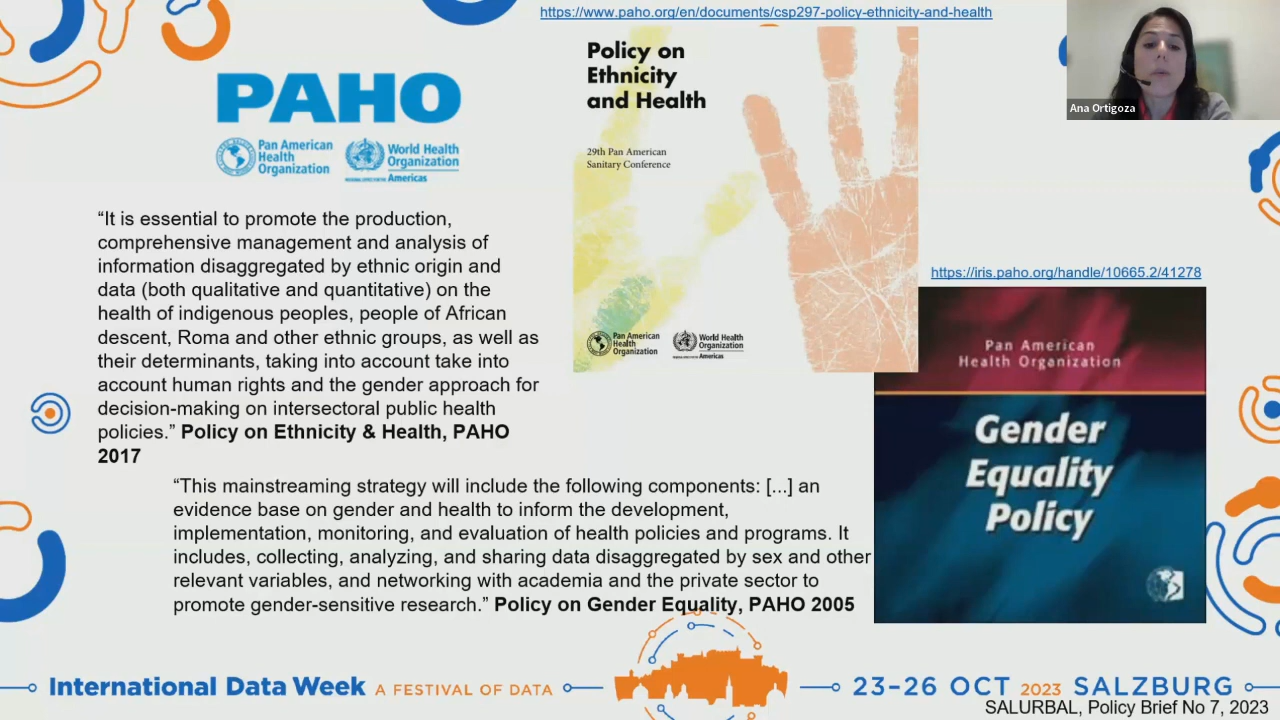 https://www.paho.org/en/documents/csp297-policy-ethnicity-and-health
Ana Ortigoza
PAHO
Pan American
Health
Organization
World Health
Organization
Americas
Policy on
Ethnicity
and Health
29th Pan American
Sanitary Conference
Pan American
Health
Organization
World Health
Organization
Americas
“It is essential to promote the production,
comprehensive management and analysis of
information disaggregated by ethnic origin and
data (both qualitative and quantitative) on the
health of indigenous peoples, people of African
descent, Roma and other ethnic groups, as well as
their determinants, taking into account take into
account human rights and the gender approach for
decision-making on intersectoral public health
policies.” Policy on Ethnicity & Health, PAHO
2017
https://iris.paho.org/handle/10665.2/41278
Pan American
Health Organization
Gender
Equality
Policy
“This mainstreaming strategy will include the following components: [...] an
evidence base on gender and health to inform the development,
implementation, monitoring, and evaluation of health policies and programs. It
includes, collecting, analyzing, and sharing data disaggregated by sex and other
relevant variables, and networking with academia and the private sector to
promote gender-sensitive research.” Policy on Gender Equality, PAHO 2005
International Data Week A FESTIVAL OF DATA
23-26 OCT 2023 SALZBURG
SALURBAL, Policy Brief No 7, 2023